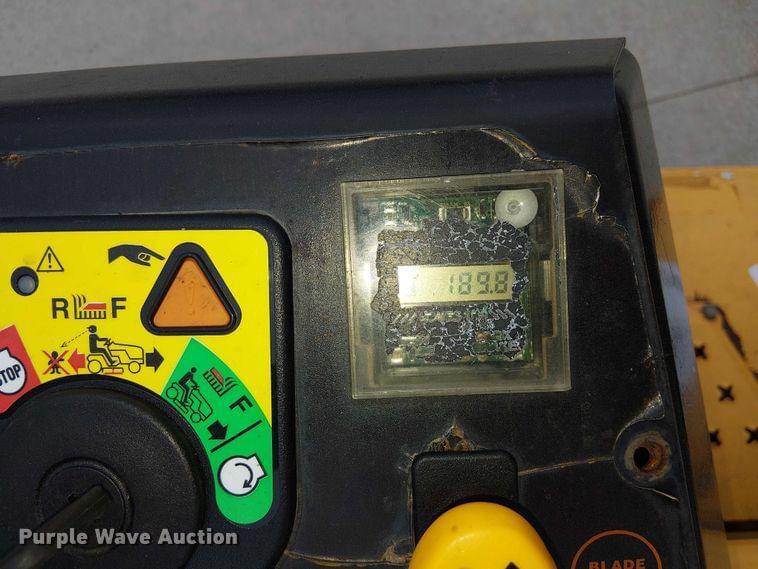 189.8
R F
STOP
F
BLADE
Purple Wave Auction